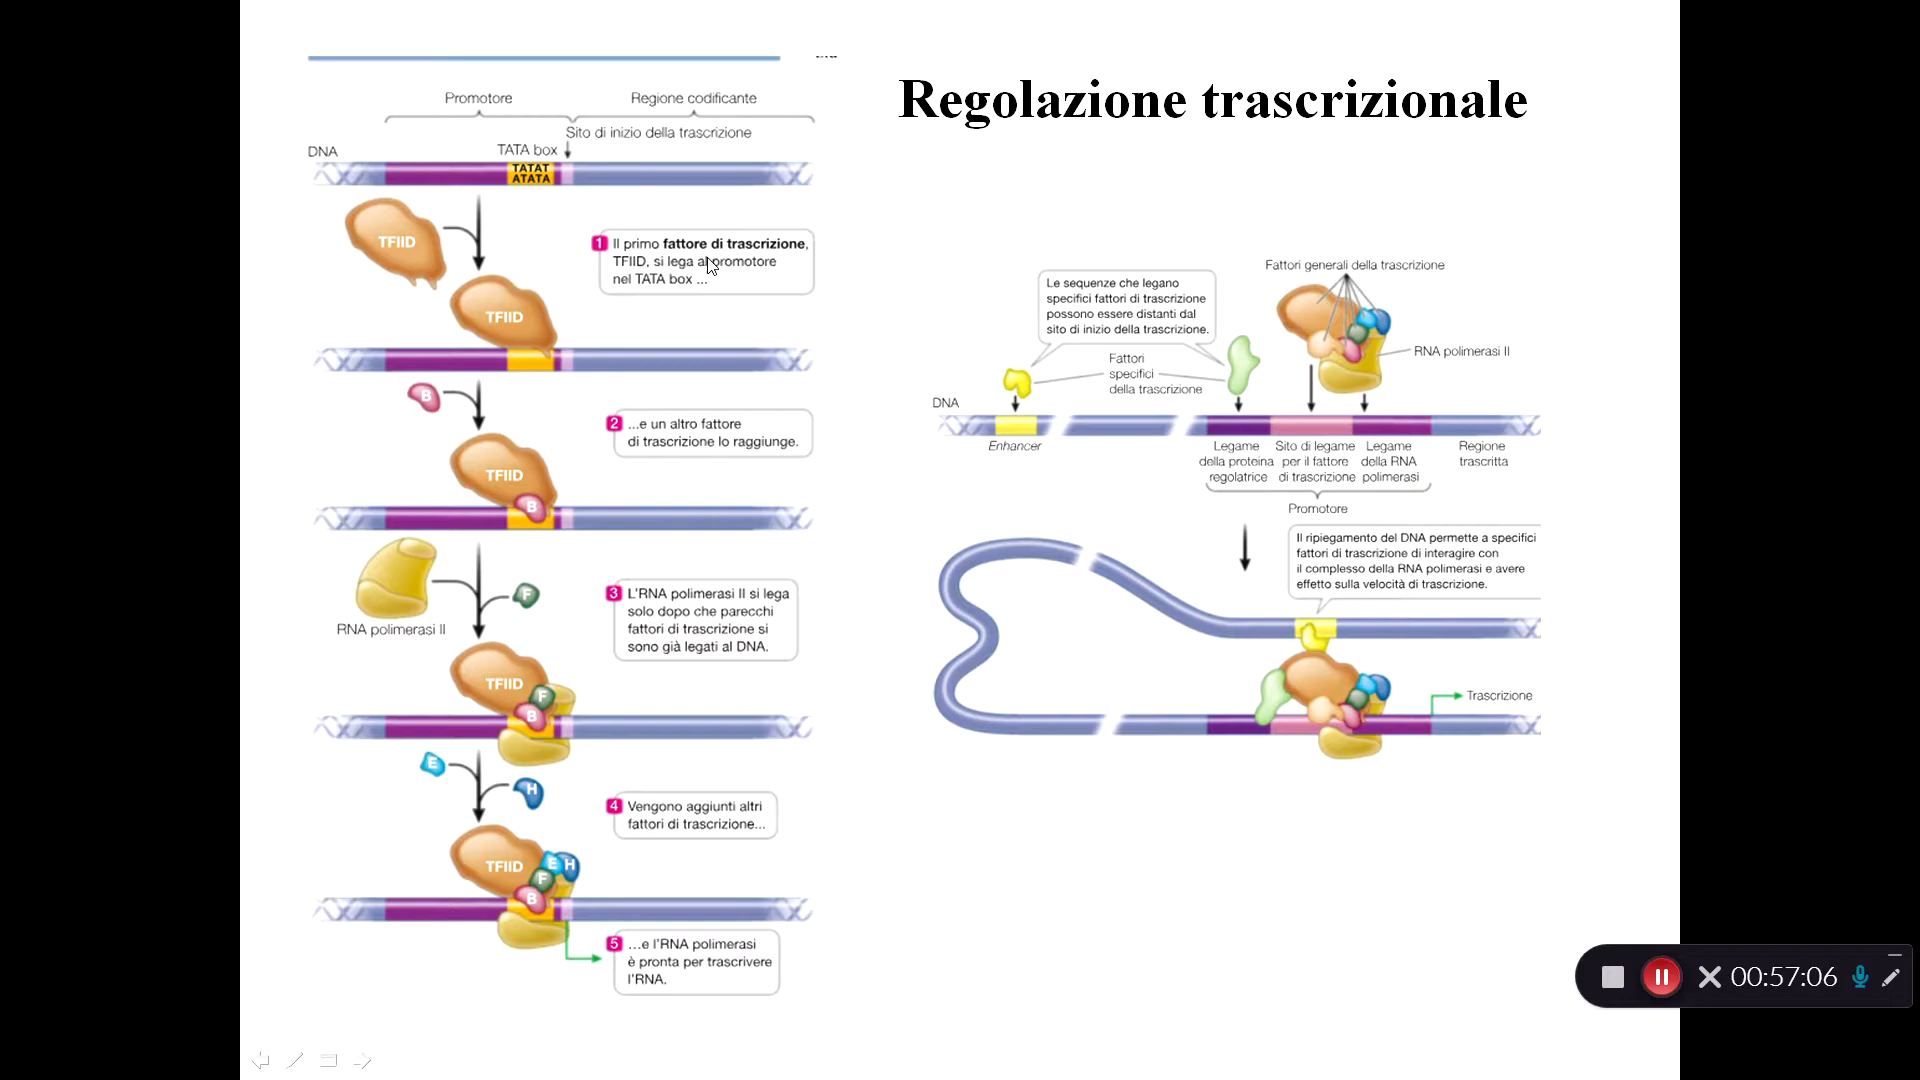 Regolazione trascrizionale
Promotore
Regione codificante
Sito di inizio della trascrizione
DNA
TATA box
TATAT
ATATA
TFIID
1 Il primo fattore di trascrizione,
TFIID, si lega al promotore
nel TATA box ...
TFIID
B
2 ...e un altro fattore
di trascrizione lo raggiunge.
TFIID
B
F
RNA polimerasi II
3 L'RNA polimerasi II si lega
solo dopo che parecchi
fattori di trascrizione si
sono già legati al DNA.
TFIID
F
B
E
H
4 Vengono aggiunti altri
fattori di trascrizione...
TFIID
E
H
F
B
5 ...e l'RNA polimerasi
è pronta per trascrivere
l'RNA.
Fattori generali della trascrizione
Le sequenze che legano
specifici fattori di trascrizione
possono essere distanti dal
sito di inizio della trascrizione.
RNA polimerasi II
Fattori
specifici
della trascrizione
DNA
Enhancer
Legame
della proteina
regolatrice
Sito di legame
per il fattore
di trascrizione
Legame
della RNA
polimerasi
Regione
trascritta
Promotore
Il ripiegamento del DNA permette a specifici
fattori di trascrizione di interagire con
il complesso della RNA polimerasi e avere
effetto sulla velocità di trascrizione.
Trascrizione
00:57:06